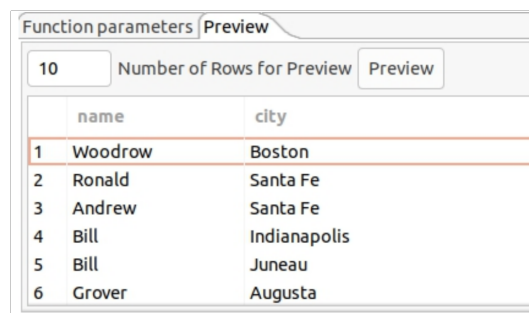 Function parameters Preview
10 Number of Rows for Preview Preview
name city
1 Woodrow Boston
2 Ronald Santa Fe
3 Andrew Santa Fe
4 Bill Indianapolis
5 Bill Juneau
6 Grover Augusta